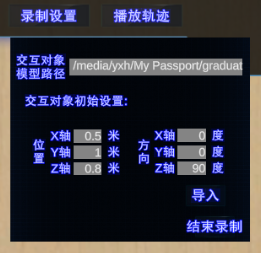 录制设置 播放轨迹
交互对象
模型路径 /media/yxh/My Passport/graduat
交互对象初始设置:
位置 方向
X轴 0.5 米 X轴 0 度
Y轴 1 米 Y轴 0 度
Z轴 0.8 米 Z轴 90 度
导入
结束录制